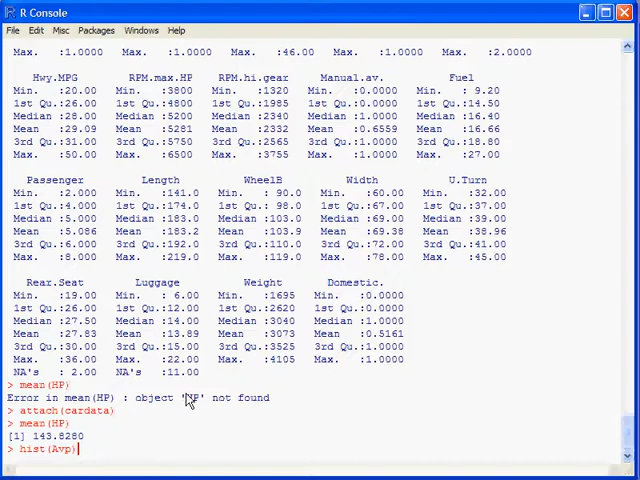 R Console
File Edit Misc Packages Windows Help
Max. :1.0000 Max. :1.0000 Max. :46.00 Max. :1.0000 Max. :2.0000
Hwy.MPG RPM.max.HP RPM.hi.gear Manual.av. Fuel
Min. :20.00 Min. :3800 Min. :1320 Min. :0.0000 Min. : 9.20
1st Qu.:26.00 1st Qu.:4800 1st Qu.:1985 1st Qu.:0.0000 1st Qu.:14.50
Median :28.00 Median :5200 Median :2340 Median :1.0000 Median :16.40
Mean :29.09 Mean :5281 Mean :2332 Mean :0.6559 Mean :16.66
3rd Qu.:31.00 3rd Qu.:5750 3rd Qu.:2565 3rd Qu.:1.0000 3rd Qu.:18.80
Max. :50.00 Max. :6500 Max. :3755 Max. :1.0000 Max. :27.00
Passenger Length WheelB Width U.Turn
Min. :2.000 Min. :141.0 Min. : 90.0 Min. :60.00 Min. :32.00
1st Qu.:4.000 1st Qu.:174.0 1st Qu.: 98.0 1st Qu.:67.00 1st Qu.:37.00
Median :5.000 Median :183.0 Median :103.0 Median :69.00 Median :39.00
Mean :5.086 Mean :183.2 Mean :103.9 Mean :69.38 Mean :38.96
3rd Qu.:6.000 3rd Qu.:192.0 3rd Qu.:110.0 3rd Qu.:72.00 3rd Qu.:41.00
Max. :8.000 Max. :219.0 Max. :119.0 Max. :78.00 Max. :45.00
Rear.Seat Luggage Weight Domestic.
Min. :19.00 Min. : 6.00 Min. :1695 Min. :0.0000
1st Qu.:26.00 1st Qu.:12.00 1st Qu.:2620 1st Qu.:0.0000
Median :27.50 Median :14.00 Median :3040 Median :1.0000
Mean :27.83 Mean :13.89 Mean :3073 Mean :0.5161
3rd Qu.:30.00 3rd Qu.:15.00 3rd Qu.:3525 3rd Qu.:1.0000
Max. :36.00 Max. :22.00 Max. :4105 Max. :1.0000
NA's : 2.00 NA's :11.00
> mean(HP)
Error in mean(HP) : object 'HP' not found
> attach(cardata)
> mean(HP)
[1] 143.8280
> hist(Avp)